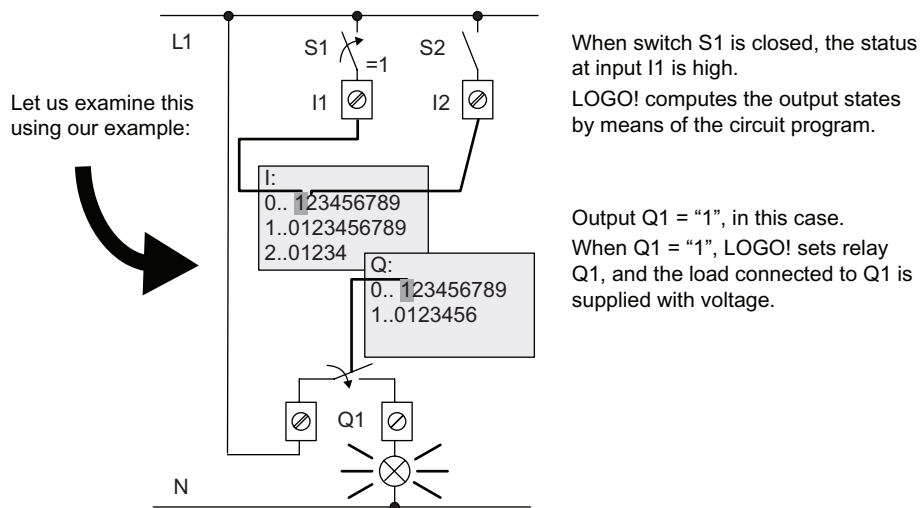 L1
S1
=1
S2
I1
I2
Let us examine this
using our example:
I:
0.. 123456789
1..0123456789
2..01234
Q:
0.. 123456789
1..0123456
Q1
N
When switch S1 is closed, the status
at input I1 is high.
LOGO! computes the output states
by means of the circuit program.
Output Q1 = “1”, in this case.
When Q1 = “1”, LOGO! sets relay
Q1, and the load connected to Q1 is
supplied with voltage.